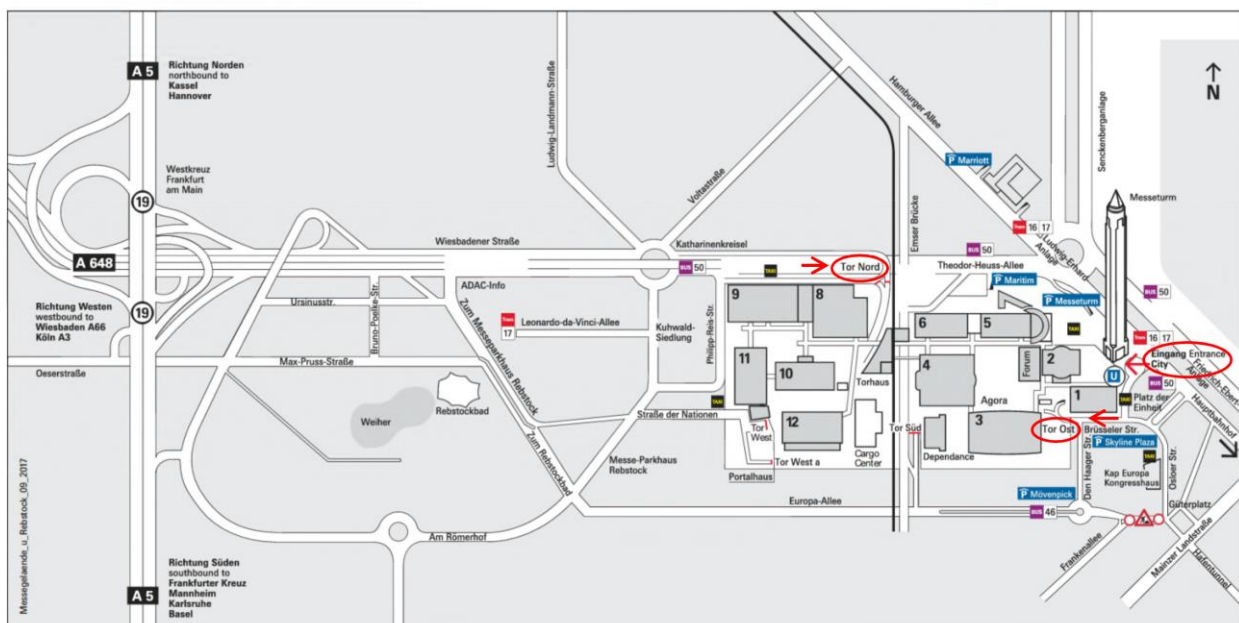 A 5
Richtung Norden
northbound to
Kassel
Hannover
Westkreuz
Frankfurt
am Main
19
A 648
19
Richtung Westen
westbound to
Wiesbaden A66
Köln A3
Oeserstraße
Max-Pruss-Straße
Ursinusstr.
Bruno-Poelke-Str.
Wiesbadener Straße
ADAC-Info
Zum Messeparkhaus Rebstock
Zum Rebstockbad
Tram
17
Leonardo-da-Vinci-Allee
Ludwig-Landmann-Straße
Voltastraße
Katharinenkreisel
BUS 50
Kuhwald-
Siedlung
Philipp-Reis-Str.
Straße der Nationen
Rebstockbad
Weiher
Messe-Parkhaus
Rebstock
Am Römerhof
Europa-Allee
Richtung Süden
southbound to
Frankfurter Kreuz
Mannheim
Karlsruhe
Basel
A 5
Messegelaende_u_Rebstock_09_2017
TAXI
Tor Nord
9
8
11
10
12
TAXI
Tor
West
Tor West a
Portalhaus
Cargo
Center
Torhaus
Tor Süd
Dependance
Emser Brücke
Hamburger Allee
Senckenberganlage
N
P Marriott
Messeturm
Tram 16 17
Ludwig-Erhard-
Anlage
BUS 50
Theodor-Heuss-Allee
P Maritim
P Messeturm
BUS 50
6
5
TAXI
4
Forum
2
Agora
3
1
U
Tram 16 17
Eingang Entrance
City
Friedrich-Ebert-
Anlage
BUS 50
TAXI
Platz der
Einheit
Hauptbahnhof
Tor Ost
Brüsseler Str.
P Skyline Plaza
Den Haager Str.
TAXI
Kap Europa
Kongresshaus
Osloer Str.
P Mövenpick
BUS 46
Güterplatz
Frankenallee
Mainzer Landstraße
Hafentunnel